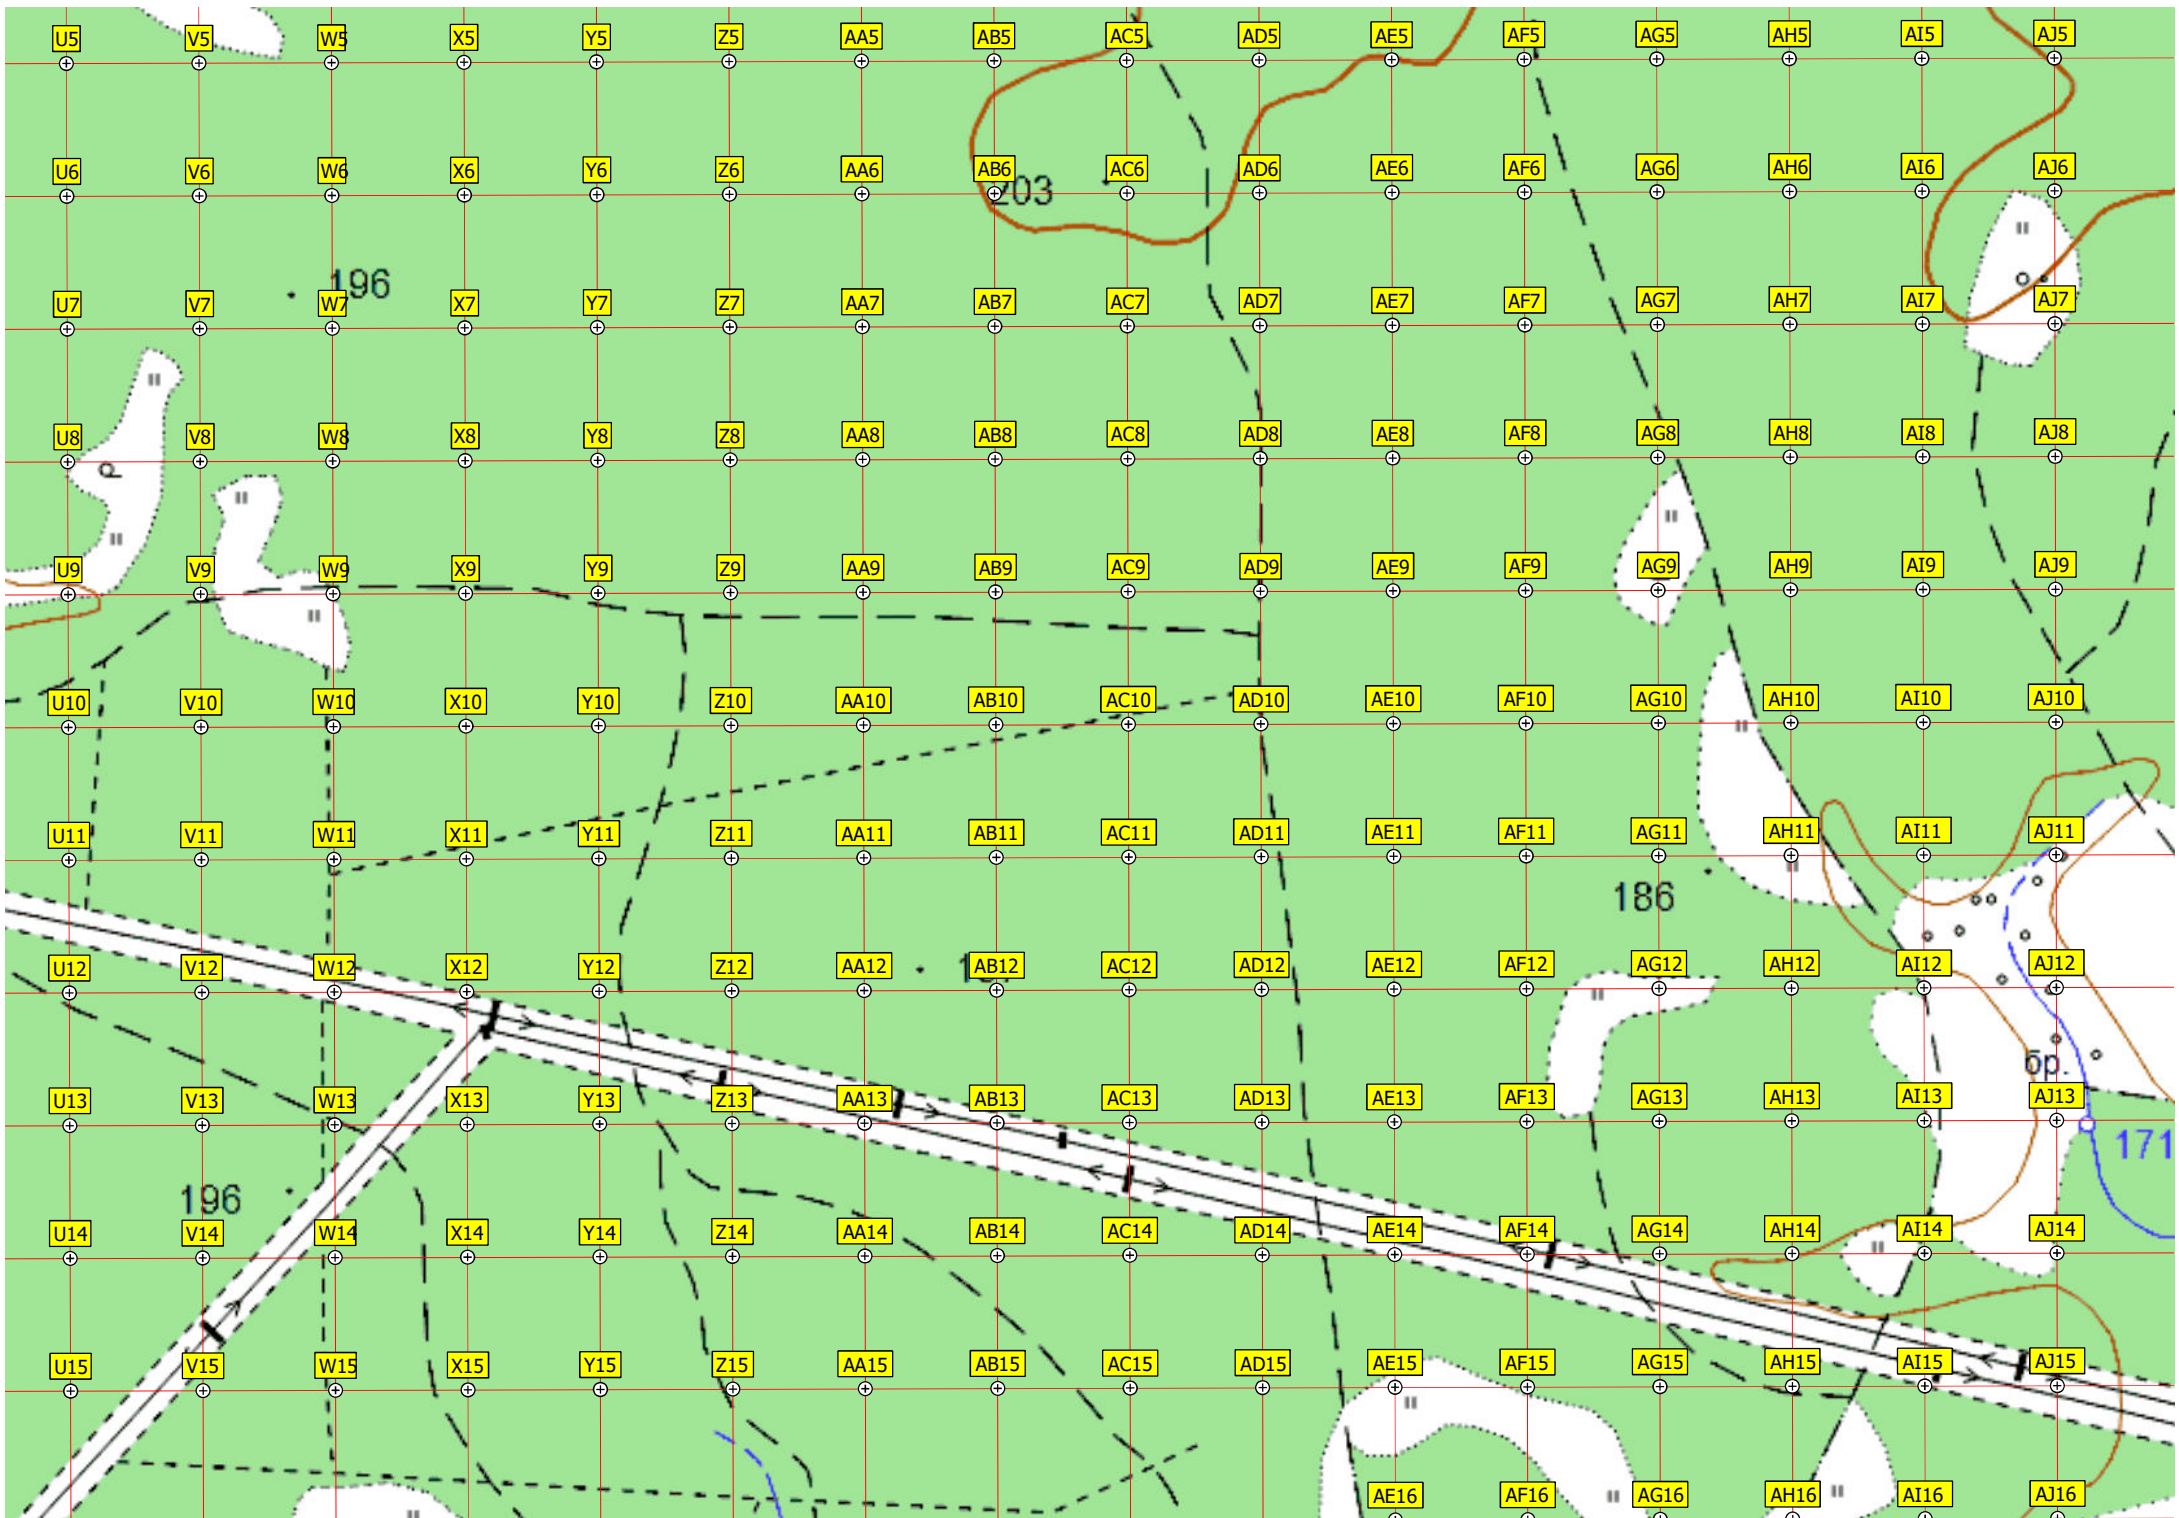 U5 V5 W5 X5 Y5 Z5 AA5 AB5 AC5 AD5 AE5 AF5 AG5 AH5 AI5 AJ5
U6 V6 W6 X6 Y6 Z6 AA6 AB6 AC6 AD6 AE6 AF6 AG6 AH6 AI6 AJ6
203
196
U7 V7 W7 X7 Y7 Z7 AA7 AB7 AC7 AD7 AE7 AF7 AG7 AH7 AI7 AJ7
U8 V8 W8 X8 Y8 Z8 AA8 AB8 AC8 AD8 AE8 AF8 AG8 AH8 AI8 AJ8
U9 V9 W9 X9 Y9 Z9 AA9 AB9 AC9 AD9 AE9 AF9 AG9 AH9 AI9 AJ9
U10 V10 W10 X10 Y10 Z10 AA10 AB10 AC10 AD10 AE10 AF10 AG10 AH10 AI10 AJ10
U11 V11 W11 X11 Y11 Z11 AA11 AB11 AC11 AD11 AE11 AF11 AG11 AH11 AI11 AJ11
186
U12 V12 W12 X12 Y12 Z12 AA12 AB12 AC12 AD12 AE12 AF12 AG12 AH12 AI12 AJ12
бр.
U13 V13 W13 X13 Y13 Z13 AA13 AB13 AC13 AD13 AE13 AF13 AG13 AH13 AI13 AJ13
171
196
U14 V14 W14 X14 Y14 Z14 AA14 AB14 AC14 AD14 AE14 AF14 AG14 AH14 AI14 AJ14
U15 V15 W15 X15 Y15 Z15 AA15 AB15 AC15 AD15 AE15 AF15 AG15 AH15 AI15 AJ15
AE16 AF16 AG16 AH16 AI16 AJ16